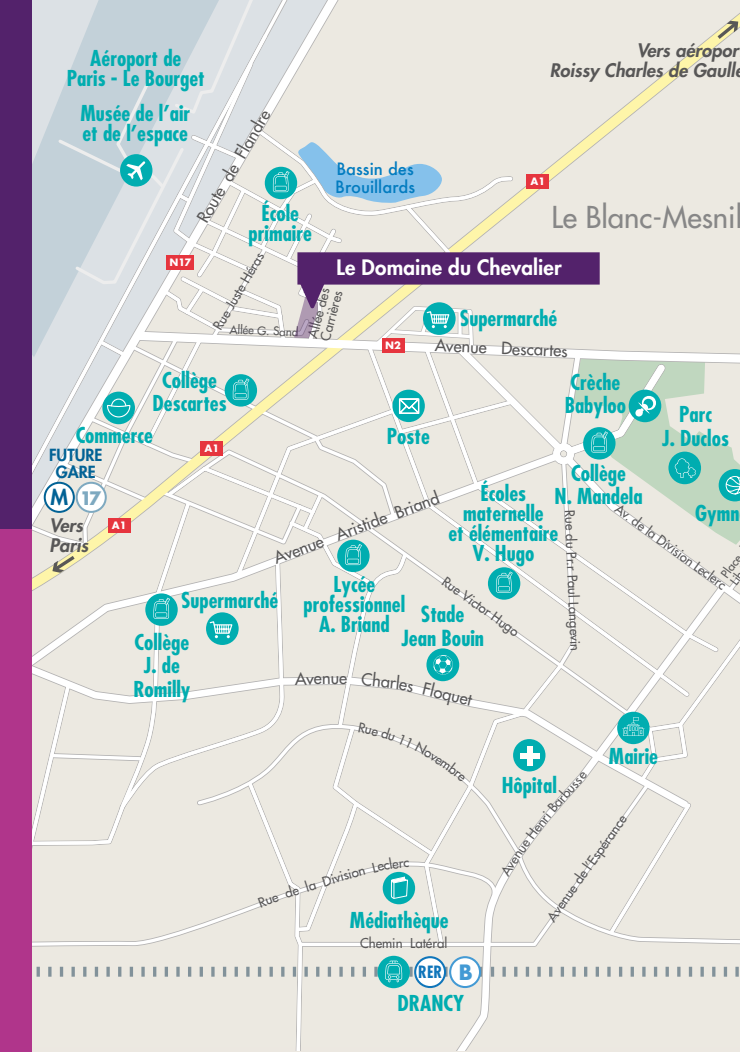 Aéroport de
Paris - Le Bourget
Musée de l'air
et de l'espace
Vers aéropor
Roissy Charles de Gaulle
Route de Flandre
Bassin des
Brouillards
A1
École
primaire
Le Blanc-Mesnil
N17
Rue Juste Héras
Le Domaine du Chevalier
Allée des
Carrières
Allée G. Sand
Supermarché
N2
Avenue Descartes
Collège
Descartes
Crèche
Babyloo
Parc
J. Duclos
Commerce
Poste
A1
FUTURE
GARE
M 17
Collège
N. Mandela
Écoles
maternelle
et élémentaire
V. Hugo
Gymn
Vers
Paris
A1
Avenue Aristide Briand
Rue du Pr.r Paul Langevin
Av. de la Division Leclerc
Place
Lycée
professionnel
A. Briand
Rue Victor Hugo
Supermarché
Stade
Jean Bouin
Collège
J. de
Romilly
Avenue Charles Floquet
Rue du 11 Novembre
Mairie
Hôpital
Avenue Henri Barbusse
Avenue de l'Espérance
Rue de la Division Leclerc
Médiathèque
Chemin Latéral
RER B
DRANCY